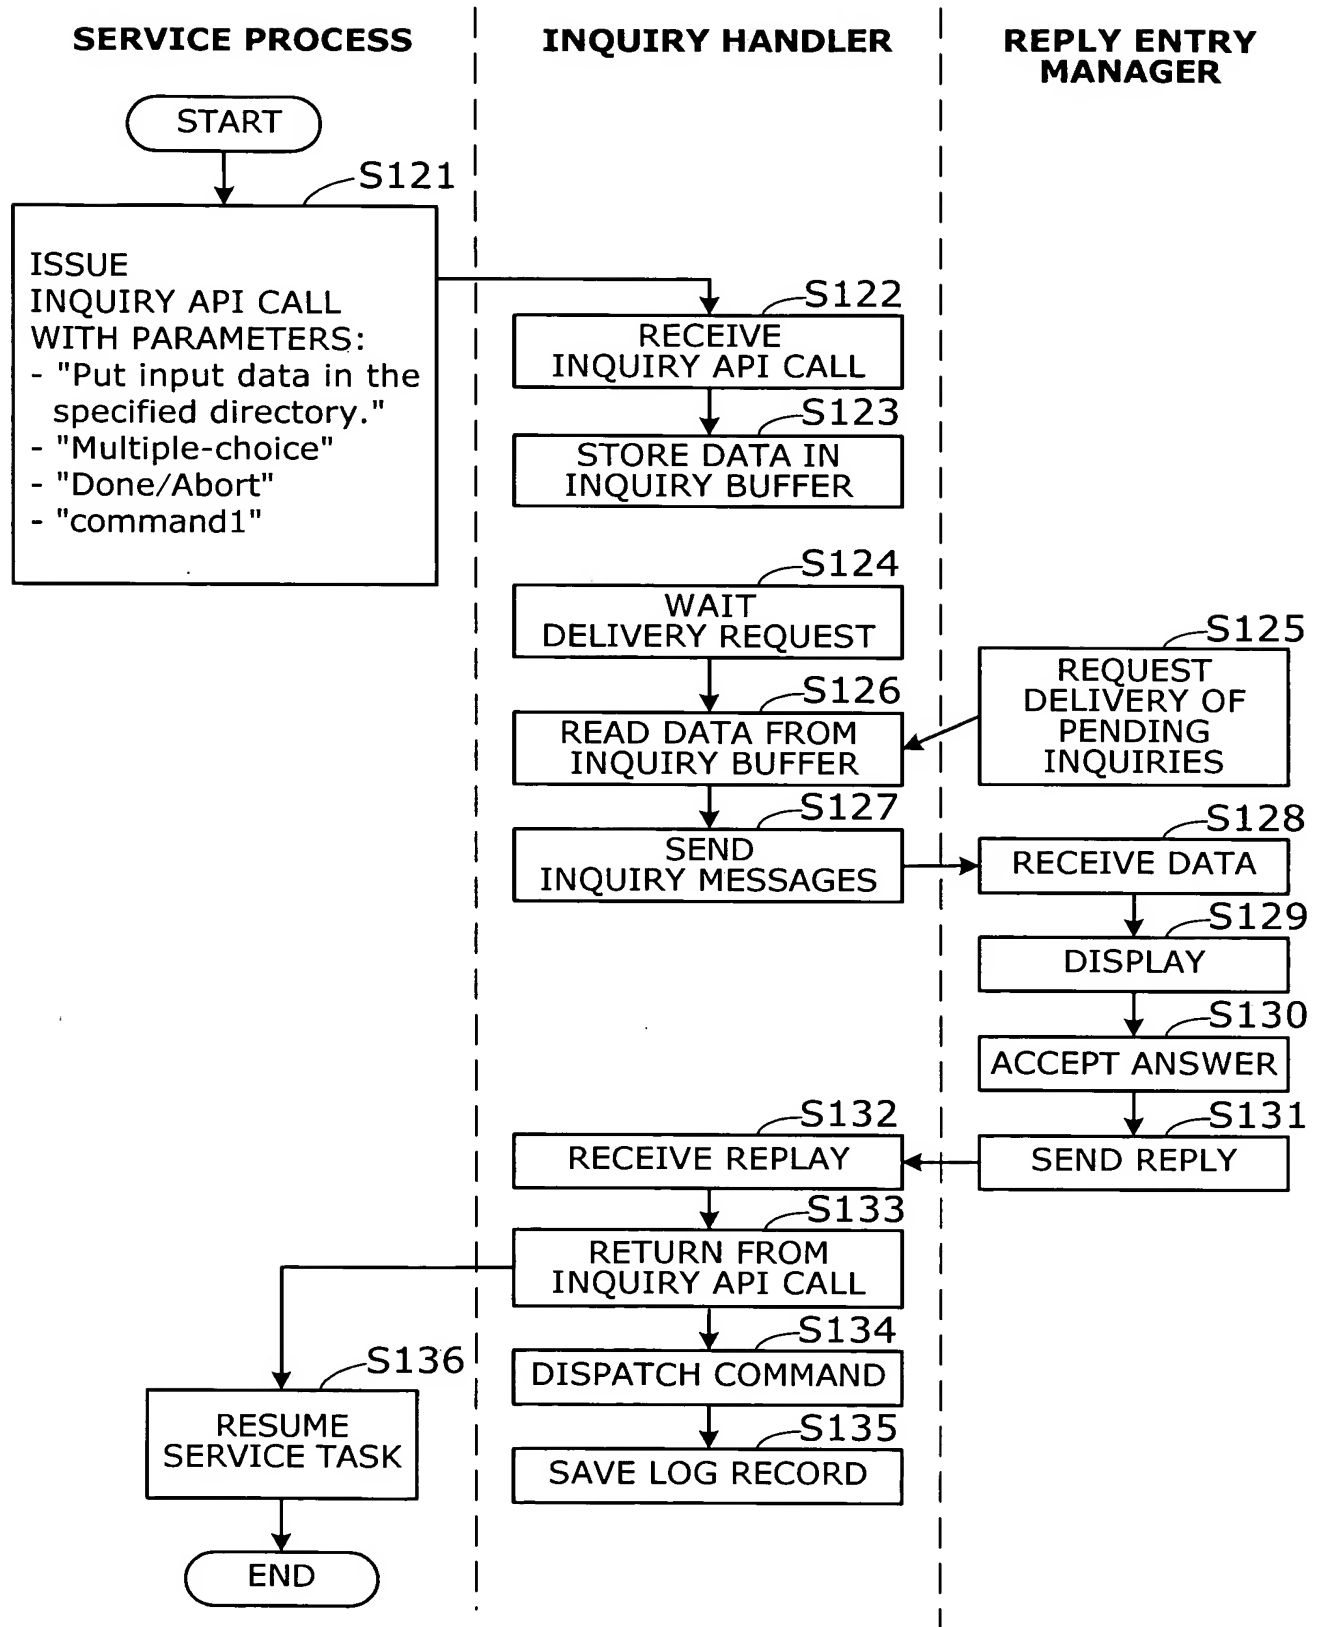 SERVICE PROCESS
INQUIRY HANDLER
REPLY ENTRY
MANAGER
START
S121
ISSUE
INQUIRY API CALL
WITH PARAMETERS:
- "Put input data in the
specified directory."
- "Multiple-choice"
- "Done/Abort"
- "command1"
S122
RECEIVE
INQUIRY API CALL
S123
STORE DATA IN
INQUIRY BUFFER
S124
WAIT
DELIVERY REQUEST
S125
REQUEST
DELIVERY OF
PENDING
INQUIRIES
S126
READ DATA FROM
INQUIRY BUFFER
S127
SEND
INQUIRY MESSAGES
S128
RECEIVE DATA
S129
DISPLAY
S130
ACCEPT ANSWER
S131
SEND REPLY
S132
RECEIVE REPLAY
S133
RETURN FROM
INQUIRY API CALL
S134
DISPATCH COMMAND
S135
SAVE LOG RECORD
S136
RESUME
SERVICE TASK
END